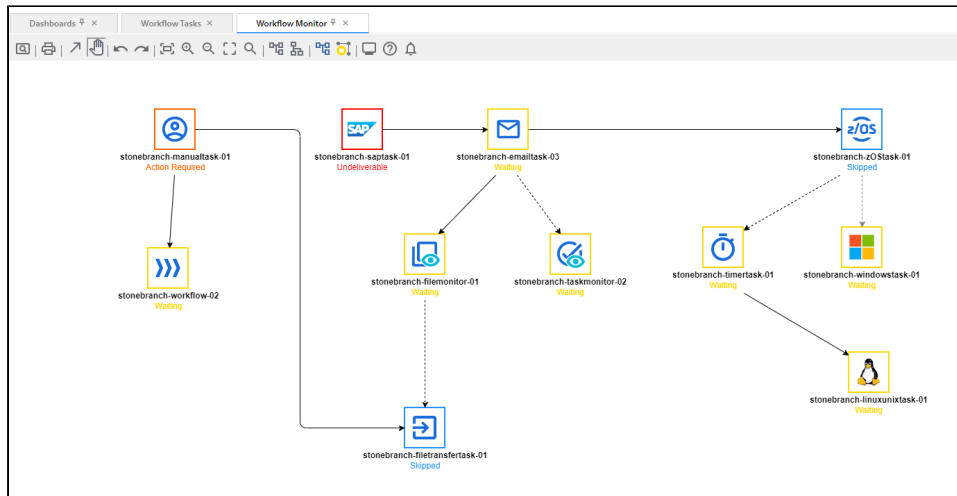 Dashboards
Workflow Tasks
Workflow Monitor
SAP
z/OS
stonebranch-manualtask-01
Action Required
stonebranch-saptask-01
Undeliverable
stonebranch-emailtask-03
Waiting
stonebranch-zOStask-01
Skipped
stonebranch-workflow-02
Waiting
stonebranch-filemonitor-01
Waiting
stonebranch-taskmonitor-02
Waiting
stonebranch-timertask-01
Waiting
stonebranch-windowstask-01
Waiting
stonebranch-linuxunixtask-01
Waiting
stonebranch-filetransfertask-01
Skipped